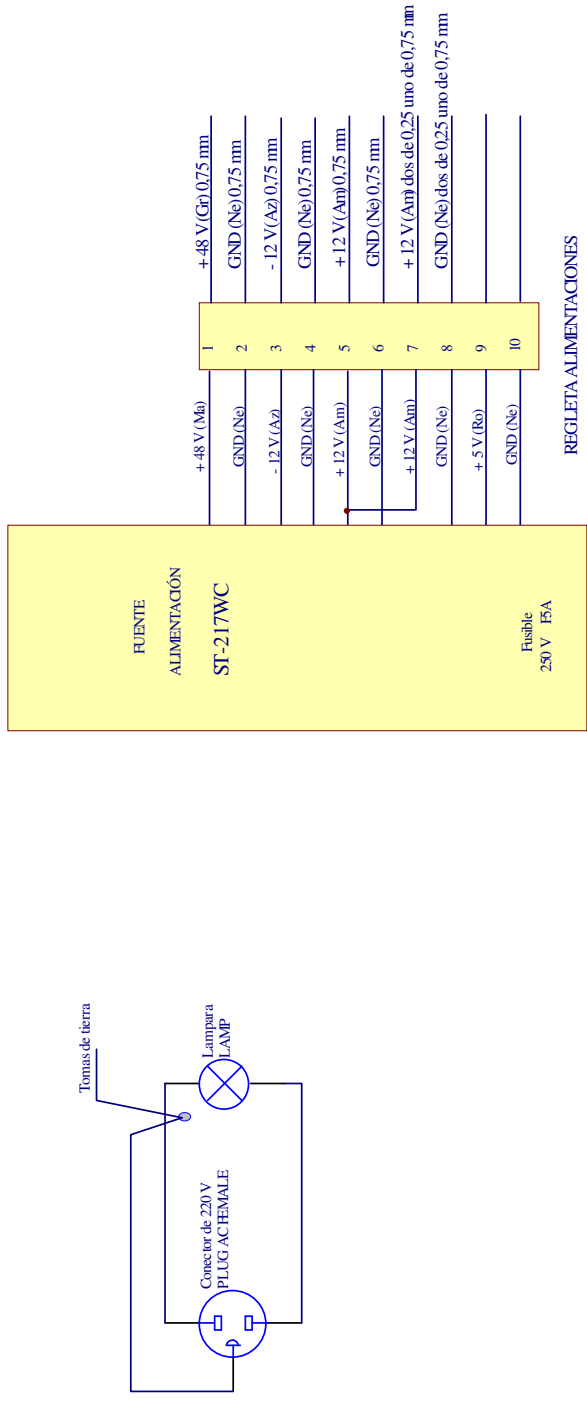 FUENTE
ALIMENTACIÓN
ST-217WC
Fusible
250 V F5A
+ 48 V (Ma)
GND (Ne)
- 12 V (Az)
GND (Ne)
+ 12 V (Am)
GND (Ne)
+ 12 V (Am)
GND (Ne)
+ 5 V (Ro)
GND (Ne)
1
2
3
4
5
6
7
8
9
10
+ 48 V (Gr) 0,75 mm
GND (Ne) 0,75 mm
- 12 V (Az) 0,75 mm
GND (Ne) 0,75 mm
+ 12 V (Am) 0,75 mm
GND (Ne) 0,75 mm
+ 12 V (Am) dos de 0,25 uno de 0,75 mm
GND (Ne) dos de 0,25 uno de 0,75 mm
REGLETA ALIMENTACIONES
Tomas de tierra
Lampara
LAMP
Conector de 220 V
PLUG AC FEMALE